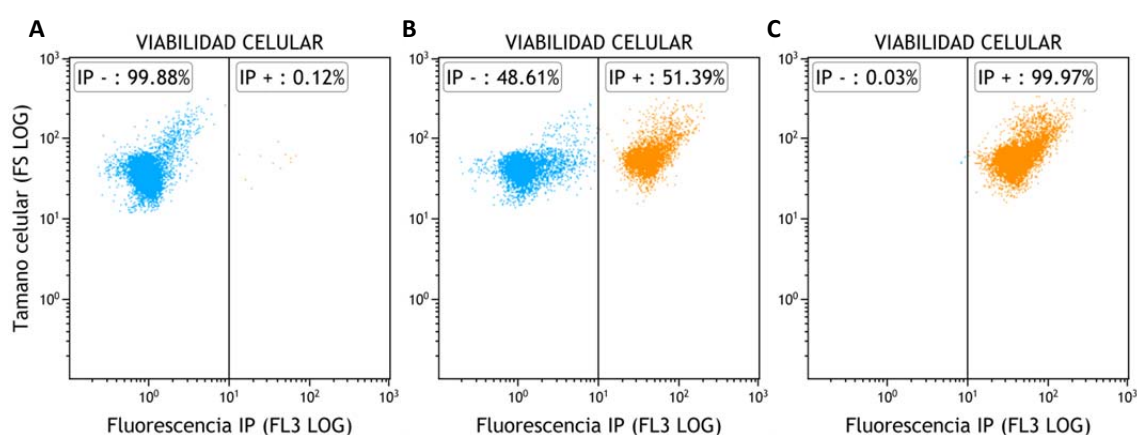 A
VIABILIDAD CELULAR
IP - : 99.88%
IP + : 0.12%
Tamano celular (FS LOG)
10³
10²
10¹
10⁰
10⁰
10¹
10²
10³
Fluorescencia IP (FL3 LOG)
B
VIABILIDAD CELULAR
IP - : 48.61%
IP + : 51.39%
10³
10²
10¹
10⁰
10⁰
10¹
10²
10³
Fluorescencia IP (FL3 LOG)
C
VIABILIDAD CELULAR
IP - : 0.03%
IP + : 99.97%
10³
10²
10¹
10⁰
10⁰
10¹
10²
10³
Fluorescencia IP (FL3 LOG)